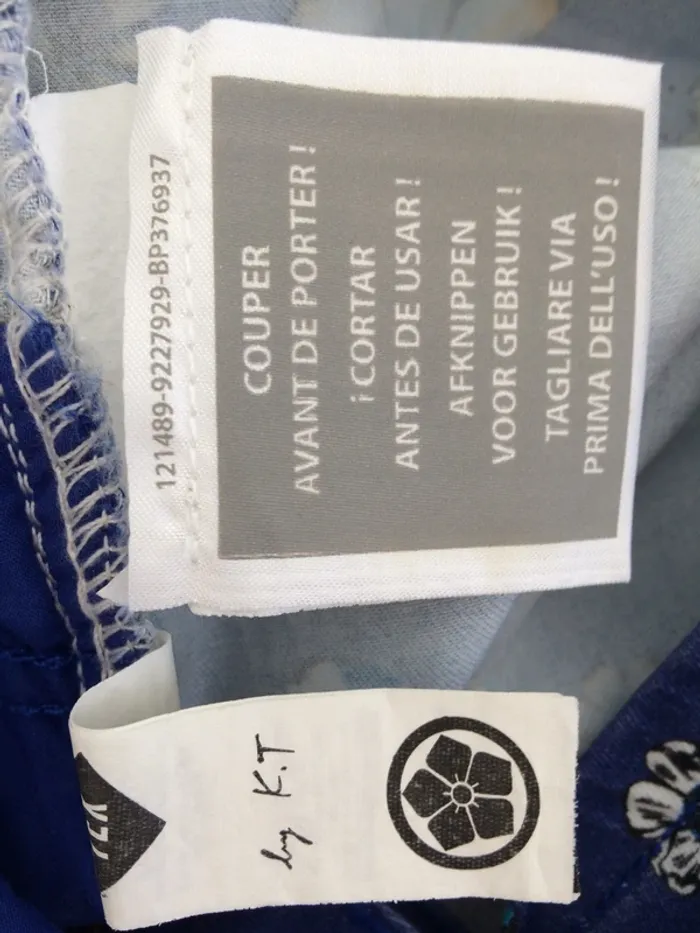 121489-9227929-BP376937
COUPER
AVANT DE PORTER !
¡ CORTAR
ANTES DE USAR !
AFKNIPPEN
VOOR GEBRUIK !
TAGLIARE VIA
PRIMA DELL'USO !
by K.T